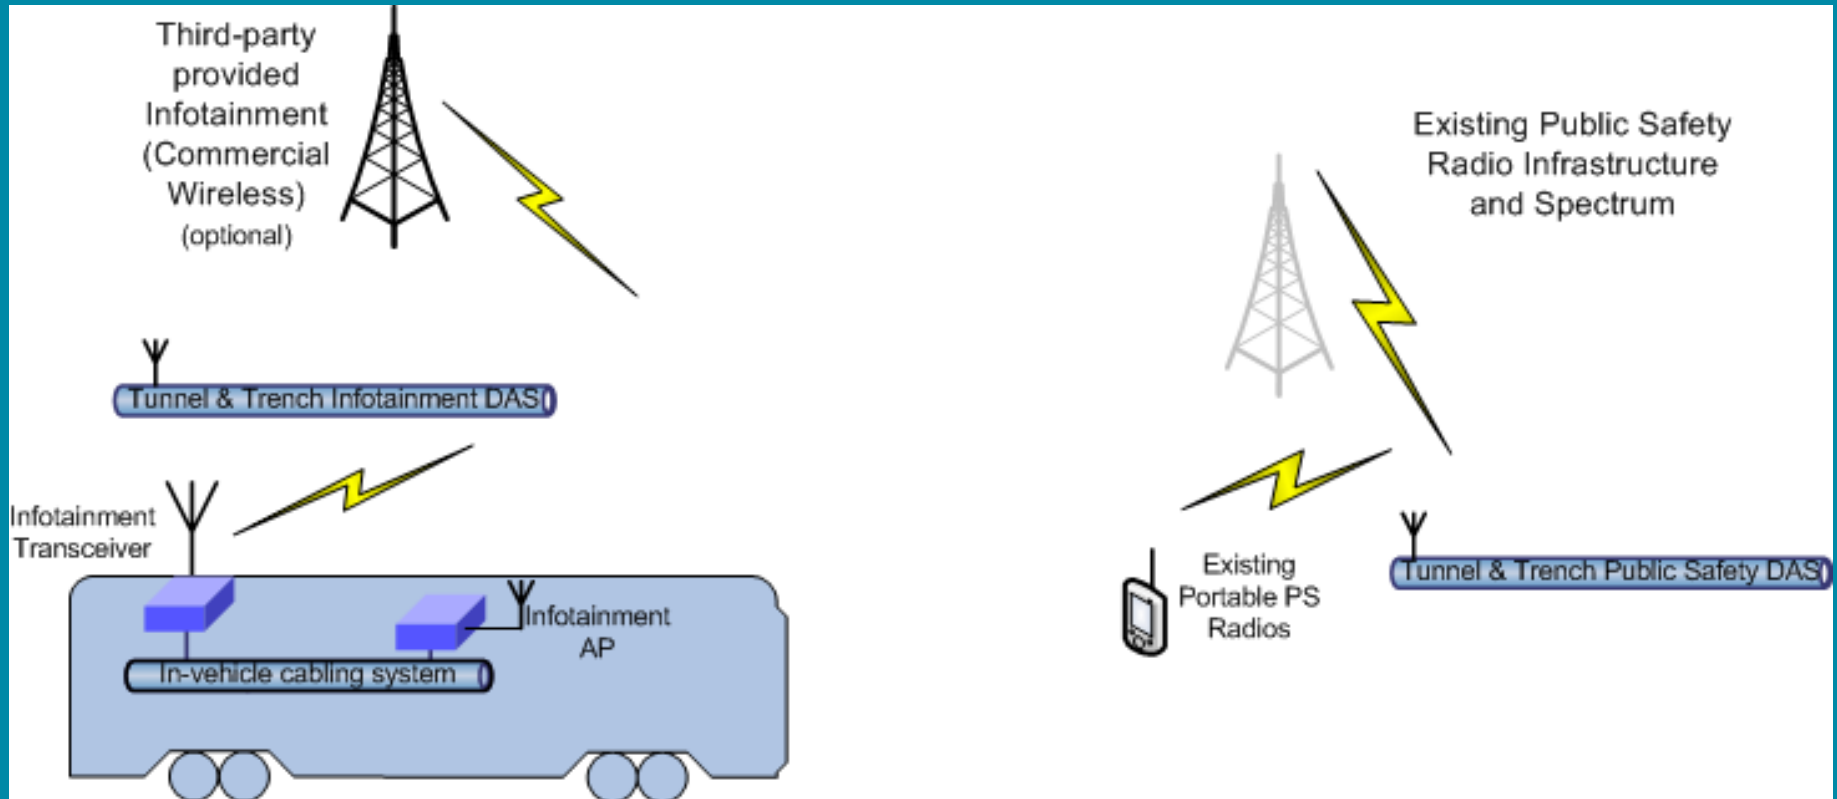 Third-party
provided
Infotainment
(Commercial
Wireless)
(optional)
Existing Public Safety
Radio Infrastructure
and Spectrum
Tunnel & Trench Infotainment DAS
Infotainment
Transceiver
Infotainment
AP
In-vehicle cabling system
Existing
Portable PS
Radios
Tunnel & Trench Public Safety DAS